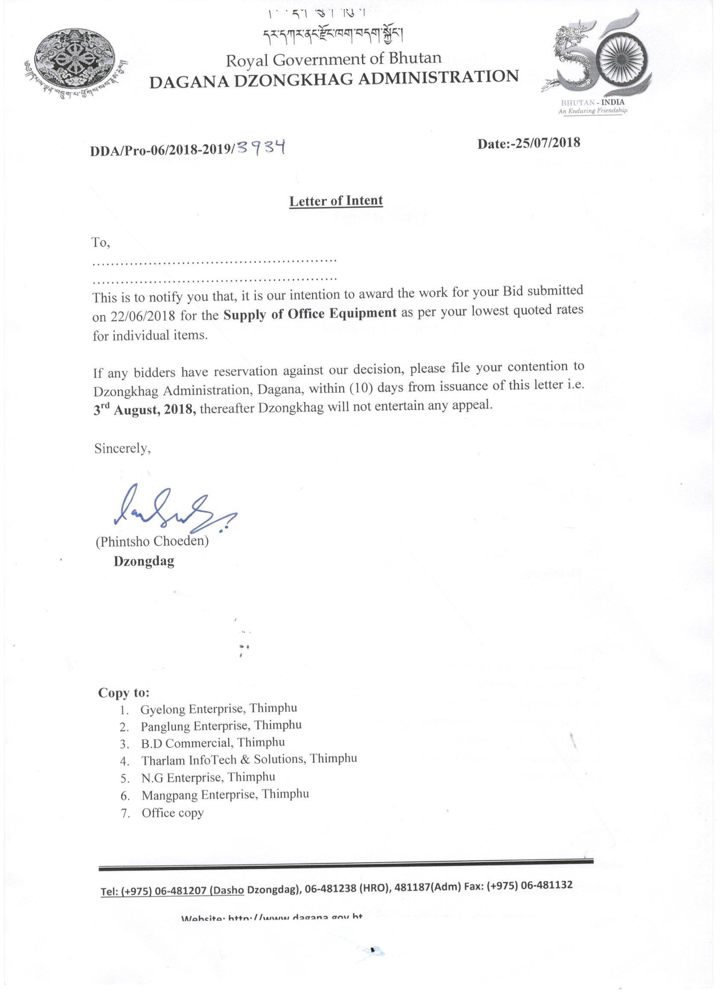 དར་དཀར་ནང་རྫོང་ཁག་བདག་སྐྱོང་།
Royal Government of Bhutan
DAGANA DZONGKHAG ADMINISTRATION
BHUTAN - INDIA
An Enduring Friendship
DDA/Pro-06/2018-2019/3934
Date:-25/07/2018
Letter of Intent
To,
......................................................
......................................................
This is to notify you that, it is our intention to award the work for your Bid submitted
on 22/06/2018 for the Supply of Office Equipment as per your lowest quoted rates
for individual items.
If any bidders have reservation against our decision, please file your contention to
Dzongkhag Administration, Dagana, within (10) days from issuance of this letter i.e.
3rd August, 2018, thereafter Dzongkhag will not entertain any appeal.
Sincerely,
(Phintsho Choeden)
Dzongdag
Copy to:
1. Gyelong Enterprise, Thimphu
2. Panglung Enterprise, Thimphu
3. B.D Commercial, Thimphu
4. Tharlam InfoTech & Solutions, Thimphu
5. N.G Enterprise, Thimphu
6. Mangpang Enterprise, Thimphu
7. Office copy
Tel: (+975) 06-481207 (Dasho Dzongdag), 06-481238 (HRO), 481187(Adm) Fax: (+975) 06-481132
Website: http://www.dagana.gov.bt